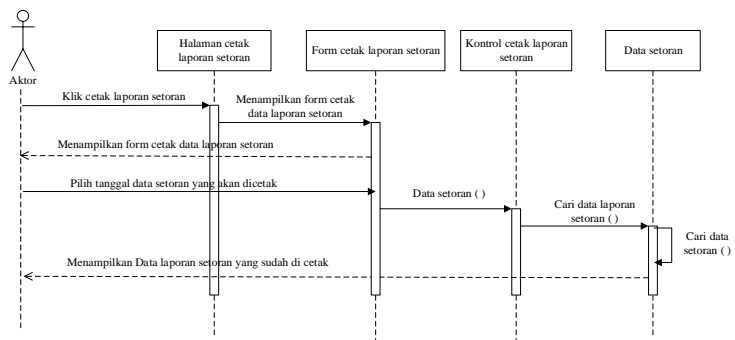 Halaman cetak
laporan setoran
Form cetak laporan setoran
Kontrol cetak laporan
setoran
Data setoran
Aktor
Klik cetak laporan setoran
Menampilkan form cetak
data laporan setoran
Menampilkan form cetak data laporan setoran
Pilih tanggal data setoran yang akan dicetak
Data setoran ( )
Cari data laporan
setoran ( )
Cari data
setoran ( )
Menampilkan Data laporan setoran yang sudah di cetak